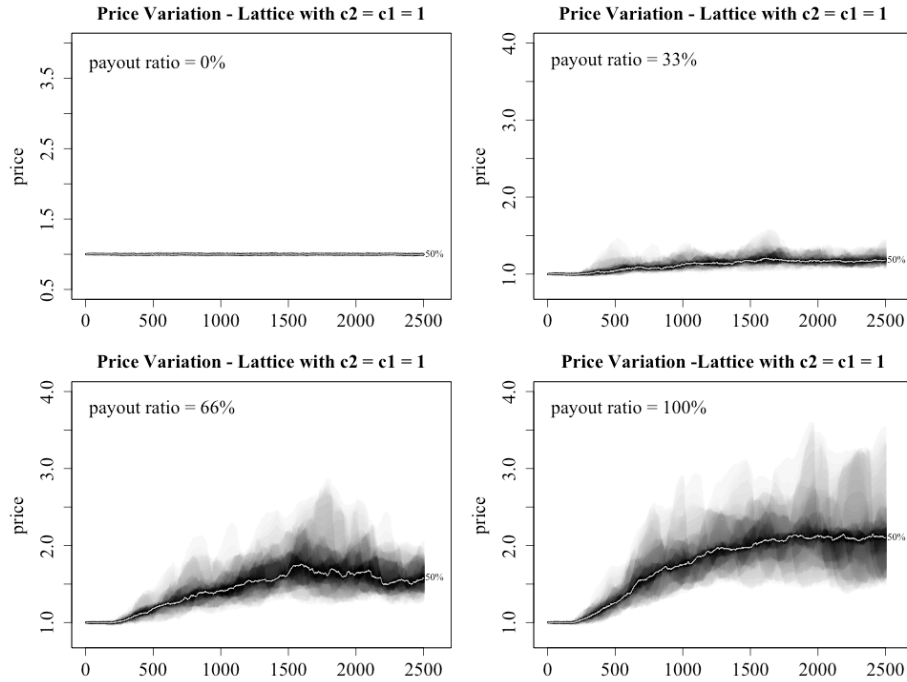 Price Variation - Lattice with c2 = c1 = 1
payout ratio = 0%
price
3.5
2.5
1.5
0.5
50%
0 500 1000 1500 2000 2500
Price Variation - Lattice with c2 = c1 = 1
payout ratio = 33%
price
4.0
3.0
2.0
1.0
50%
0 500 1000 1500 2000 2500
Price Variation - Lattice with c2 = c1 = 1
payout ratio = 66%
price
4.0
3.0
2.0
1.0
50%
0 500 1000 1500 2000 2500
Price Variation -Lattice with c2 = c1 = 1
payout ratio = 100%
price
4.0
3.0
2.0
1.0
50%
0 500 1000 1500 2000 2500